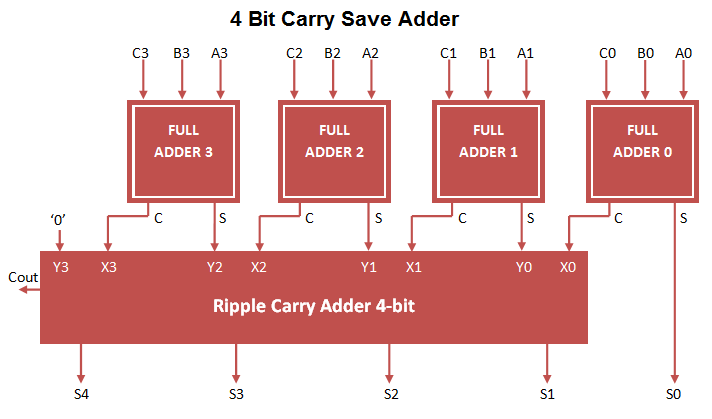 4 Bit Carry Save Adder
C3 B3 A3 C2 B2 A2 C1 B1 A1 C0 B0 A0
FULL
ADDER 3
FULL
ADDER 2
FULL
ADDER 1
FULL
ADDER 0
‘0’ C S C S C S C S
Y3 X3 Y2 X2 Y1 X1 Y0 X0
Cout
Ripple Carry Adder 4-bit
S4 S3 S2 S1 S0